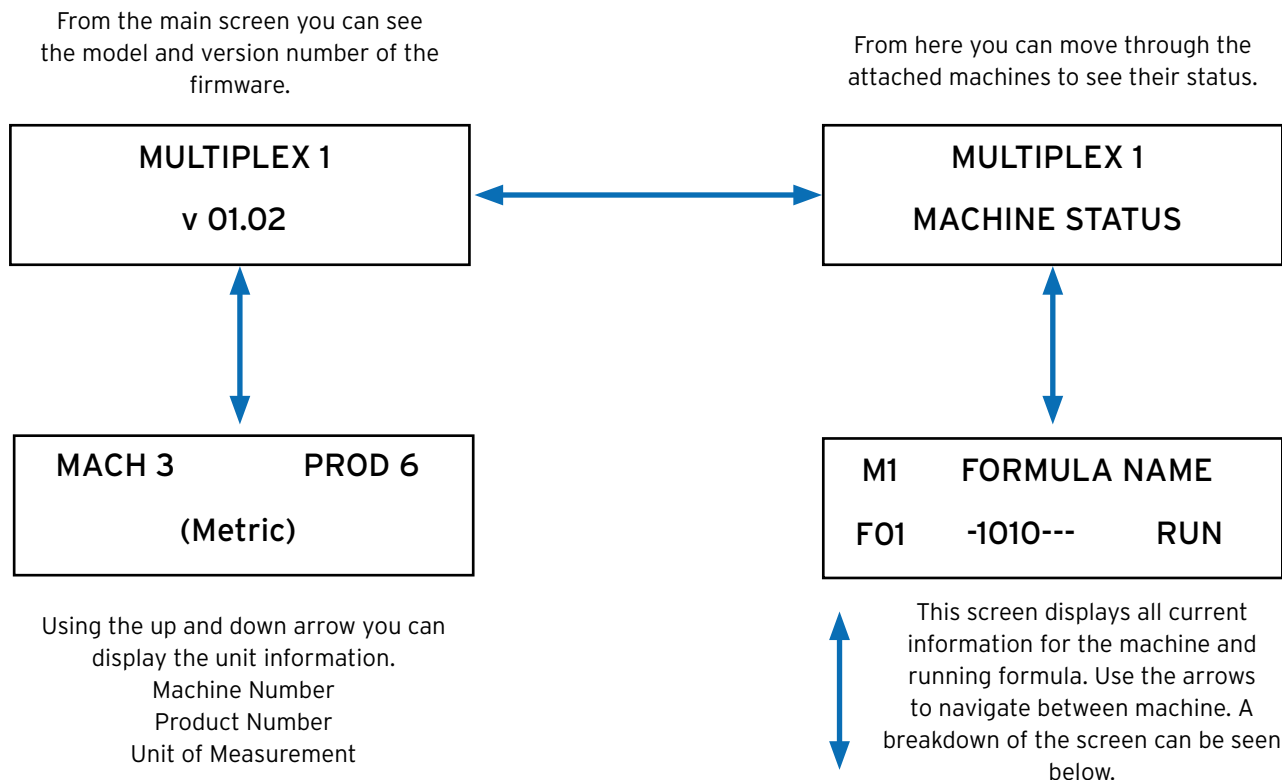 From the main screen you can see
the model and version number of the
firmware.
From here you can move through the
attached machines to see their status.
MULTIPLEX 1
v 01.02
MULTIPLEX 1
MACHINE STATUS
MACH 3 PROD 6
(Metric)
M1 FORMULA NAME
F01 -1010--- RUN
Using the up and down arrow you can
display the unit information.
Machine Number
Product Number
Unit of Measurement
This screen displays all current
information for the machine and
running formula. Use the arrows
to navigate between machine. A
breakdown of the screen can be seen
below.